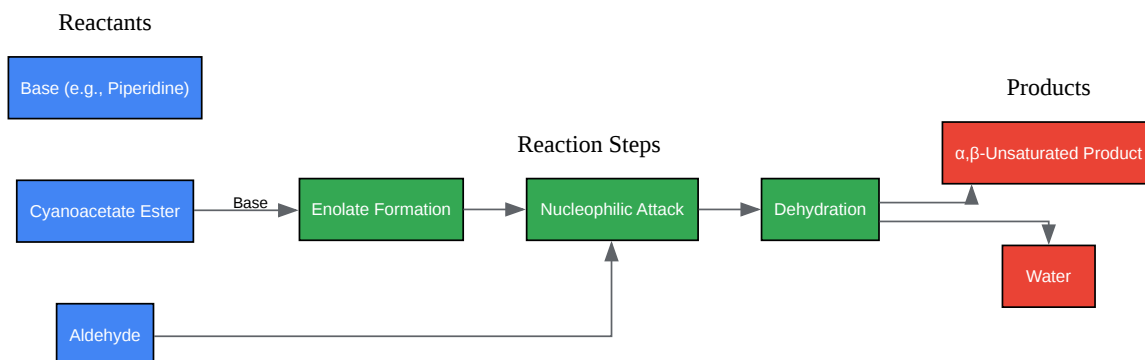 Reactants
Base (e.g., Piperidine)
Products
Reaction Steps
α,β-Unsaturated Product
Cyanoacetate Ester
Base
Enolate Formation
Nucleophilic Attack
Dehydration
Water
Aldehyde